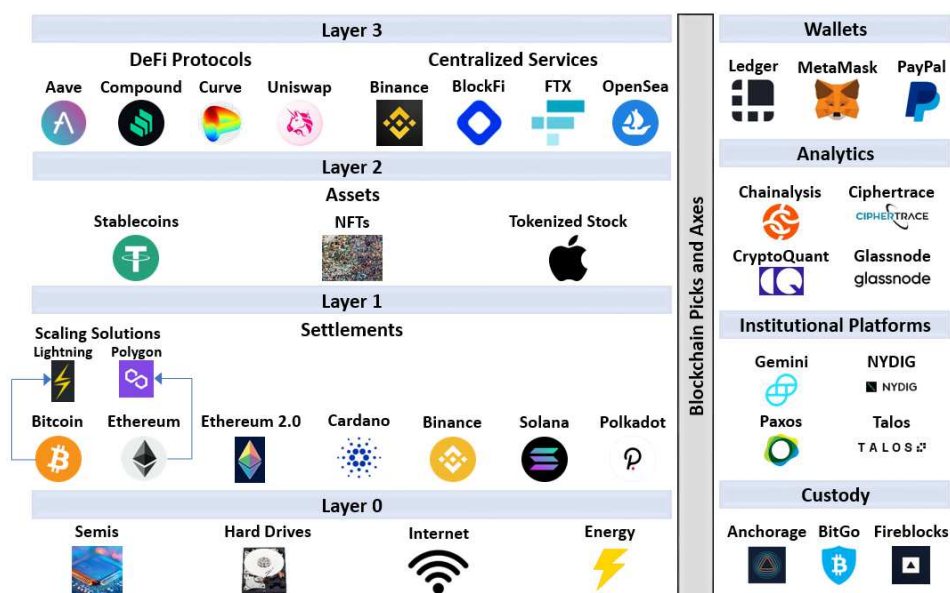 Layer 3
DeFi Protocols
Centralized Services
Aave Compound Curve Uniswap Binance BlockFi FTX OpenSea
Layer 2
Assets
Stablecoins NFTs Tokenized Stock
Layer 1
Scaling Solutions
Settlements
Lightning Polygon
Bitcoin Ethereum Ethereum 2.0 Cardano Binance Solana Polkadot
Layer 0
Semis Hard Drives Internet Energy
Blockchain Picks and Axes
Wallets
Ledger MetaMask PayPal
Analytics
Chainalysis Ciphertrace
CIPHERTRACE
CryptoQuant Glassnode
glassnode
Institutional Platforms
Gemini NYDIG
NYDIG
Paxos Talos
TALOS
Custody
Anchorage BitGo Fireblocks